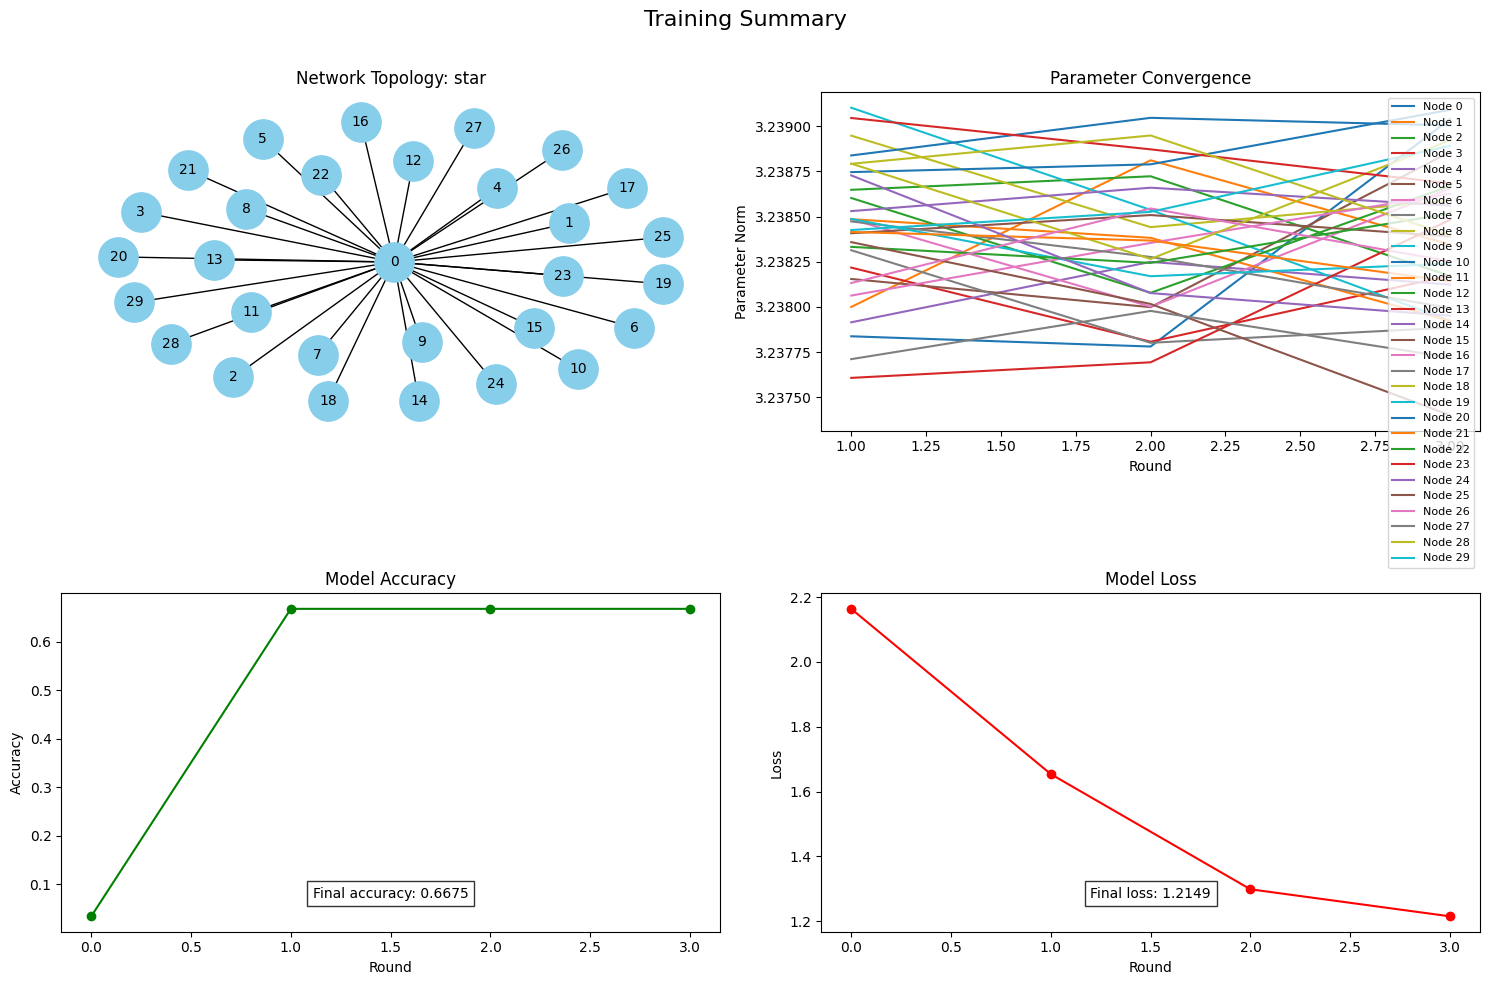 Training Summary
Network Topology: star
16
27
5
26
12
21
22
4
17
3
8
1
25
20
13
0
23
19
29
11
15
6
28
7
9
10
2
24
18
14
Parameter Convergence
Parameter Norm
3.23900
3.23875
3.23850
3.23825
3.23800
3.23775
3.23750
1.00
1.25
1.50
1.75
2.00
2.25
2.50
2.75
3.00
Round
Node 0
Node 1
Node 2
Node 3
Node 4
Node 5
Node 6
Node 7
Node 8
Node 9
Node 10
Node 11
Node 12
Node 13
Node 14
Node 15
Node 16
Node 17
Node 18
Node 19
Node 20
Node 21
Node 22
Node 23
Node 24
Node 25
Node 26
Node 27
Node 28
Node 29
Model Accuracy
Accuracy
0.6
0.5
0.4
0.3
0.2
0.1
Final accuracy: 0.6675
0.0
0.5
1.0
1.5
2.0
2.5
3.0
Round
Model Loss
Loss
2.2
2.0
1.8
1.6
1.4
1.2
Final loss: 1.2149
0.0
0.5
1.0
1.5
2.0
2.5
3.0
Round